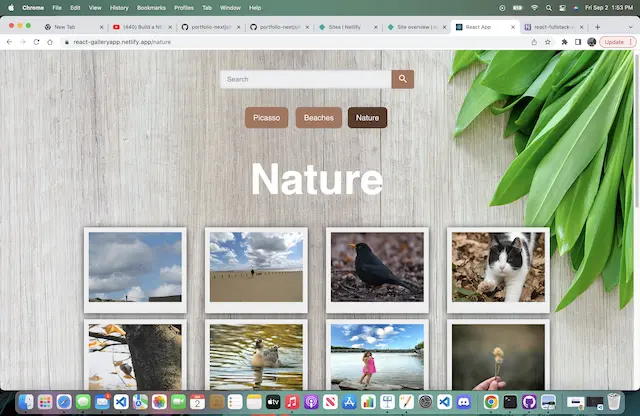 Chrome File Edit View History Bookmarks Profiles Tab Window Help Fri Sep 2 1:53 PM
New Tab (440) Build a Ni portfolio-nextjs/ portfolio-nextjs/ Sites | Netlify Site overview | React App react-fullstack
react-galleryapp.netlify.app/nature Update
Search
Picasso Beaches Nature
Nature